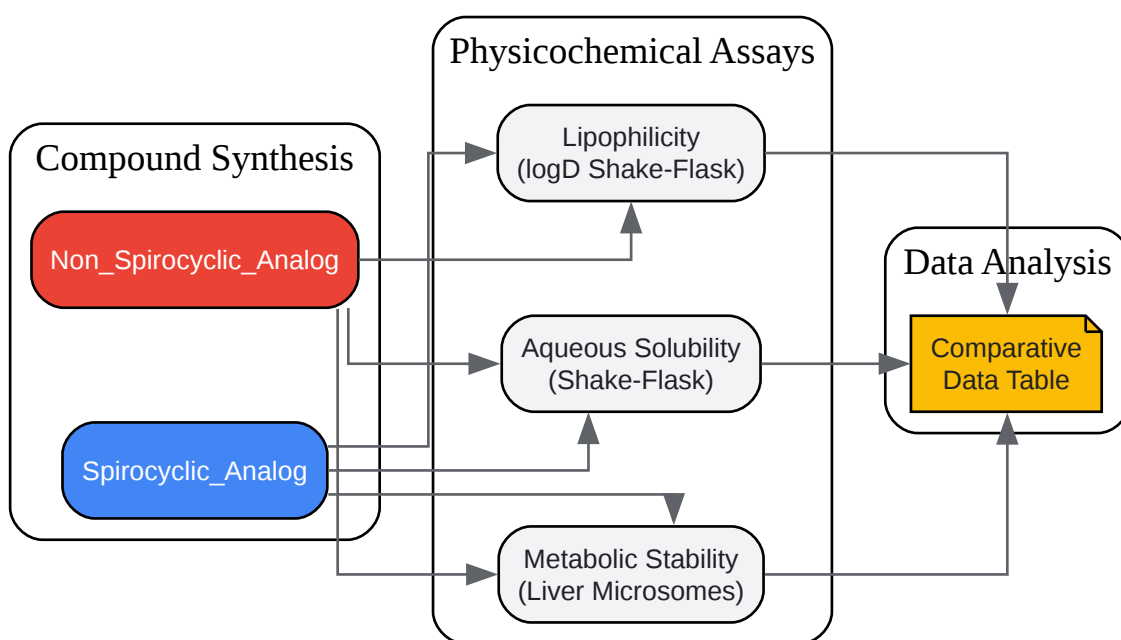 Compound Synthesis
Non_Spirocyclic_Analog
Spirocyclic_Analog
Physicochemical Assays
Lipophilicity
(logD Shake-Flask)
Aqueous Solubility
(Shake-Flask)
Metabolic Stability
(Liver Microsomes)
Data Analysis
Comparative
Data Table